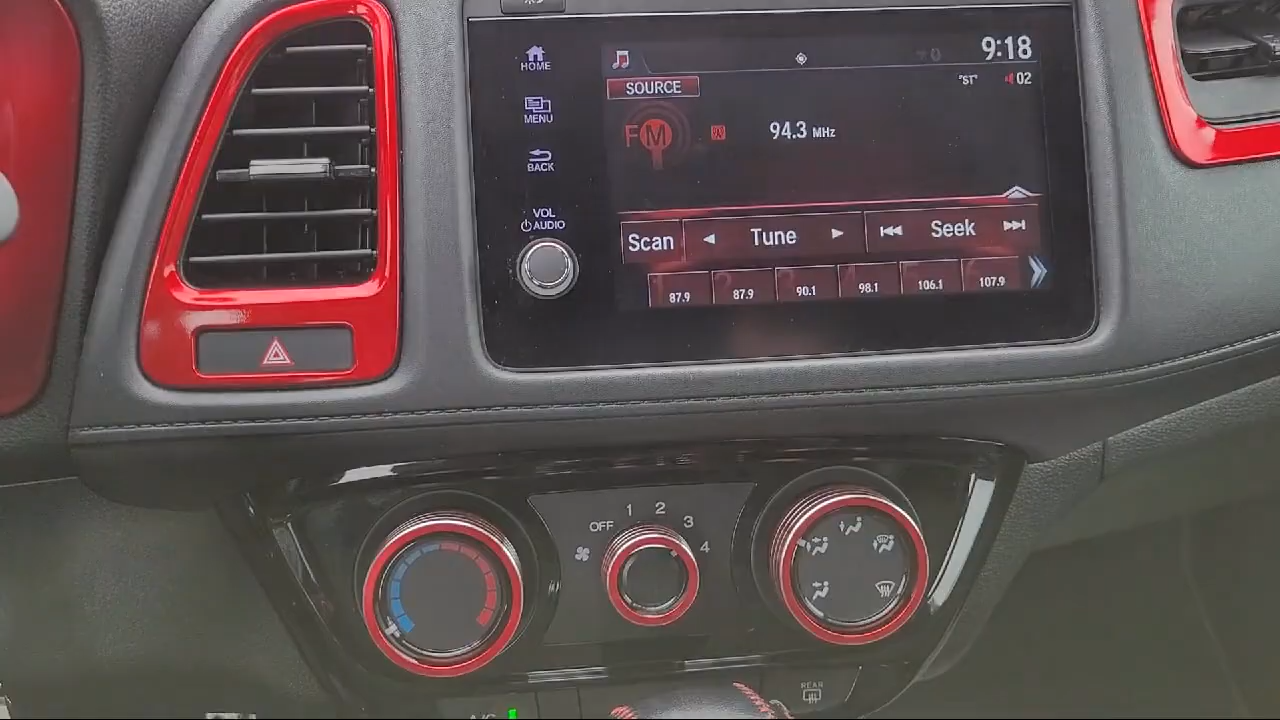 HOME
MENU
BACK
VOL
AUDIO
9:18
"ST"
02
SOURCE
FM
94.3 MHz
Scan
Tune
Seek
87.9
87.9
90.1
98.1
106.1
107.9
OFF 1 2 3 4
REAR
A/C